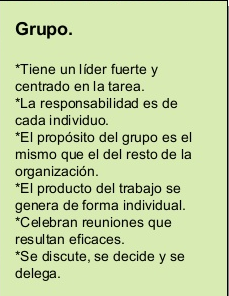 Grupo.
*Tiene un líder fuerte y
centrado en la tarea.
*La responsabilidad es de
cada individuo.
*El propósito del grupo es el
mismo que el del resto de la
organización.
*El producto del trabajo se
genera de forma individual.
*Celebran reuniones que
resultan eficaces.
*Se discute, se decide y se
delega.